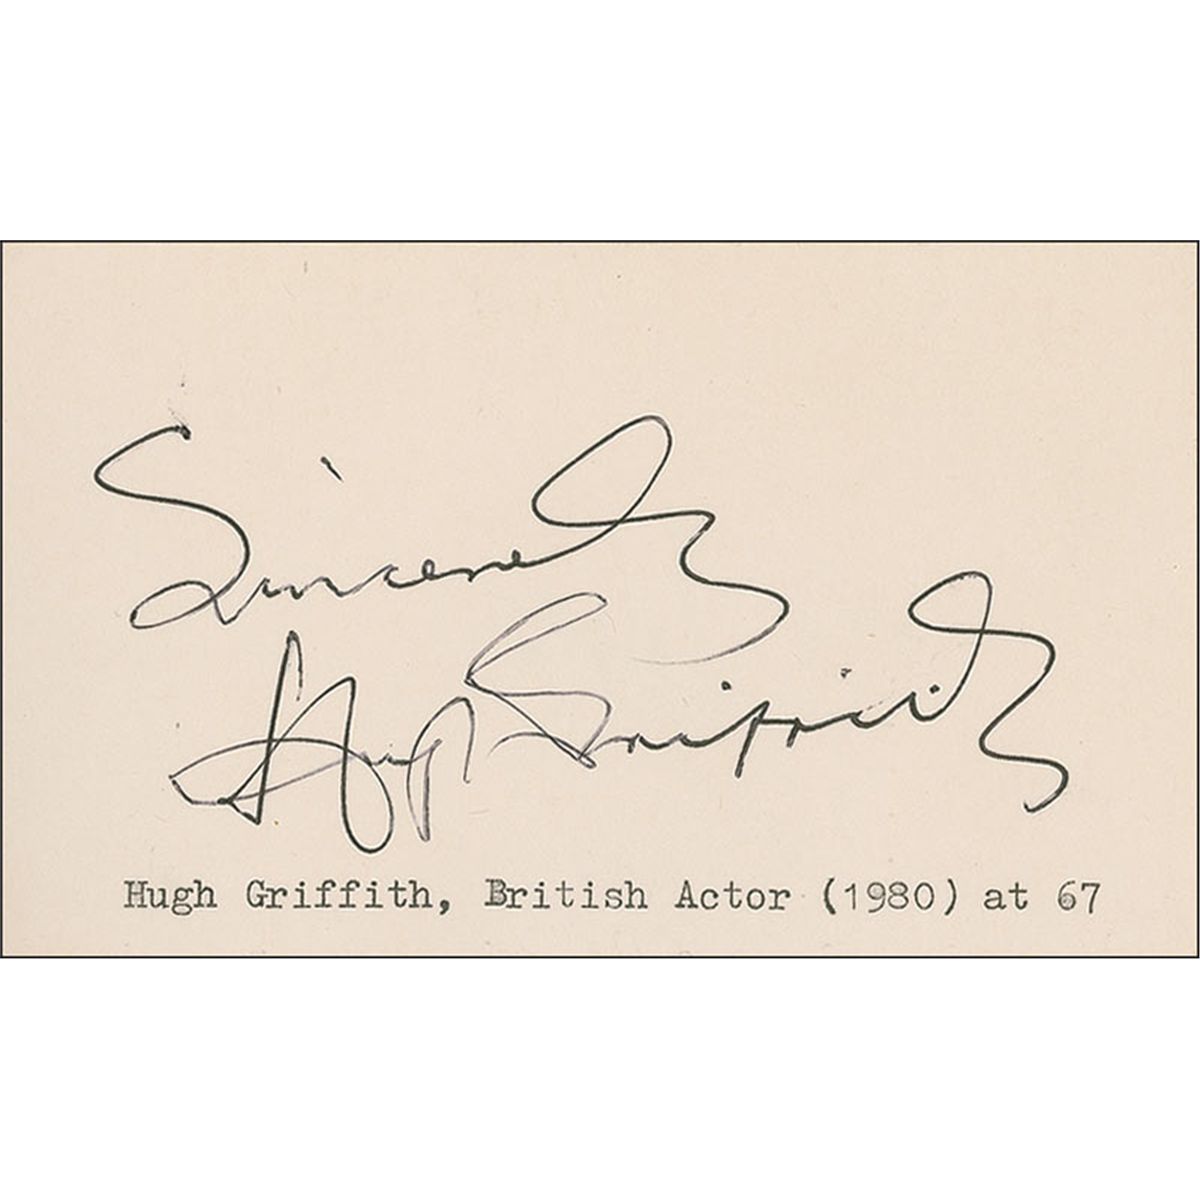 Sincerely
Hugh Griffith
Hugh Griffith, British Actor (1980) at 67